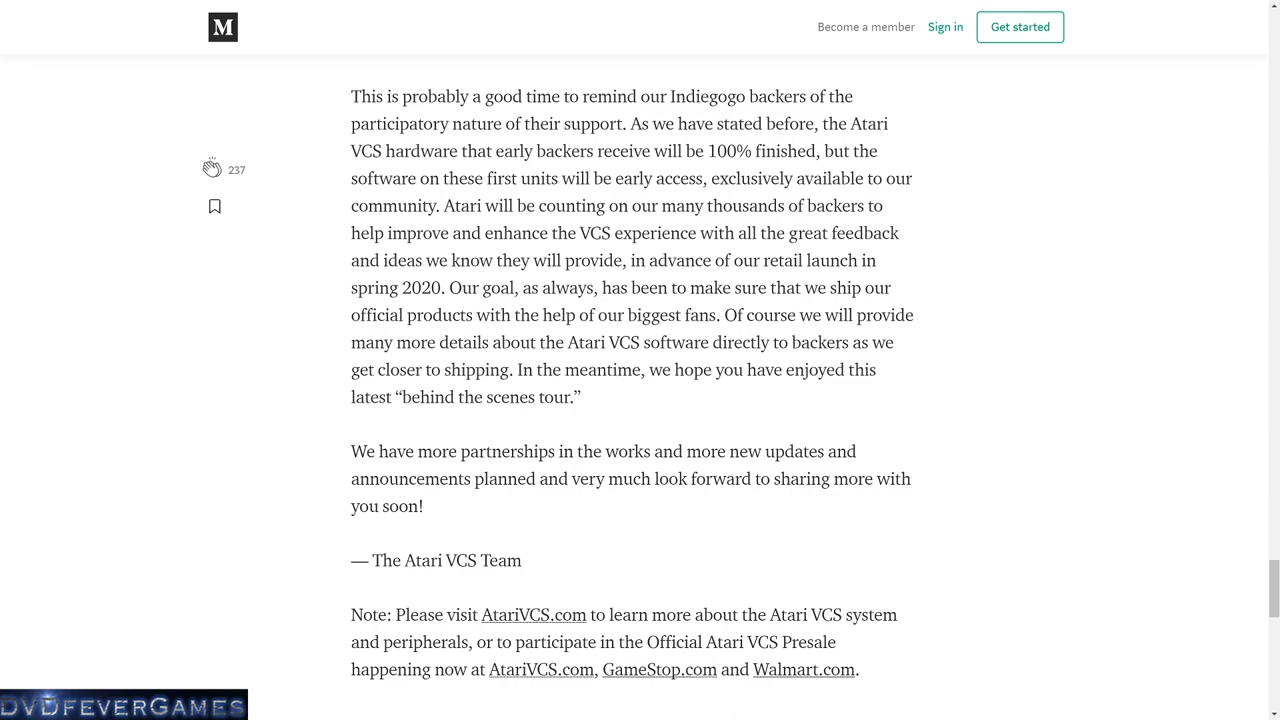 M
Become a member Sign in Get started
This is probably a good time to remind our Indiegogo backers of the
participatory nature of their support. As we have stated before, the Atari
VCS hardware that early backers receive will be 100% finished, but the
software on these first units will be early access, exclusively available to our
community. Atari will be counting on our many thousands of backers to
help improve and enhance the VCS experience with all the great feedback
and ideas we know they will provide, in advance of our retail launch in
spring 2020. Our goal, as always, has been to make sure that we ship our
official products with the help of our biggest fans. Of course we will provide
many more details about the Atari VCS software directly to backers as we
get closer to shipping. In the meantime, we hope you have enjoyed this
latest “behind the scenes tour.”
237
We have more partnerships in the works and more new updates and
announcements planned and very much look forward to sharing more with
you soon!
— The Atari VCS Team
Note: Please visit AtariVCS.com to learn more about the Atari VCS system
and peripherals, or to participate in the Official Atari VCS Presale
happening now at AtariVCS.com, GameStop.com and Walmart.com.
DVDFEVERGAMES